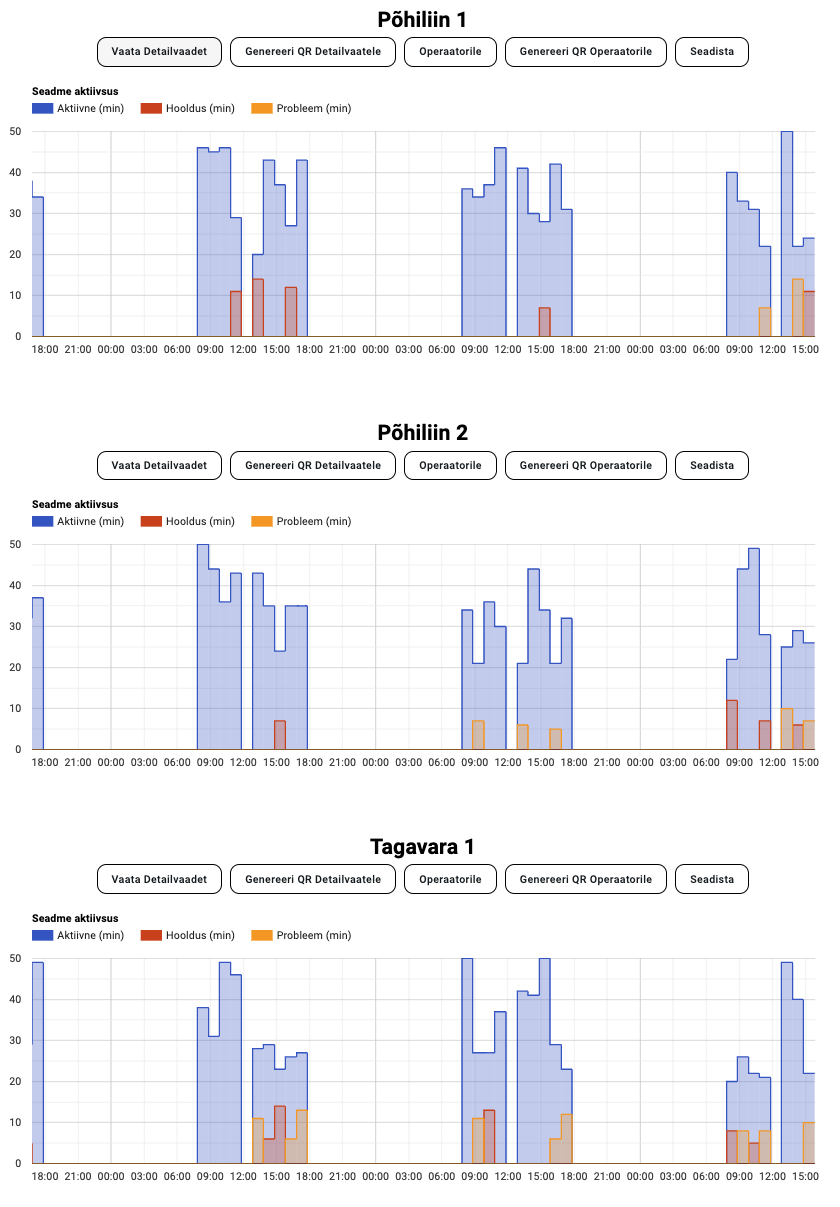 Põhiliin 1
Vaata Detailvaadet Genereeri QR Detailvaatele Operaatorile Genereeri QR Operaatorile Seadista
Seadme aktiivsus
Aktiivne (min) Hooldus (min) Probleem (min)
50
40
30
20
10
0
18:00 21:00 00:00 03:00 06:00 09:00 12:00 15:00 18:00 21:00 00:00 03:00 06:00 09:00 12:00 15:00 18:00 21:00 00:00 03:00 06:00 09:00 12:00 15:00
Põhiliin 2
Vaata Detailvaadet Genereeri QR Detailvaatele Operaatorile Genereeri QR Operaatorile Seadista
Seadme aktiivsus
Aktiivne (min) Hooldus (min) Probleem (min)
50
40
30
20
10
0
18:00 21:00 00:00 03:00 06:00 09:00 12:00 15:00 18:00 21:00 00:00 03:00 06:00 09:00 12:00 15:00 18:00 21:00 00:00 03:00 06:00 09:00 12:00 15:00
Tagavara 1
Vaata Detailvaadet Genereeri QR Detailvaatele Operaatorile Genereeri QR Operaatorile Seadista
Seadme aktiivsus
Aktiivne (min) Hooldus (min) Probleem (min)
50
40
30
20
10
0
18:00 21:00 00:00 03:00 06:00 09:00 12:00 15:00 18:00 21:00 00:00 03:00 06:00 09:00 12:00 15:00 18:00 21:00 00:00 03:00 06:00 09:00 12:00 15:00